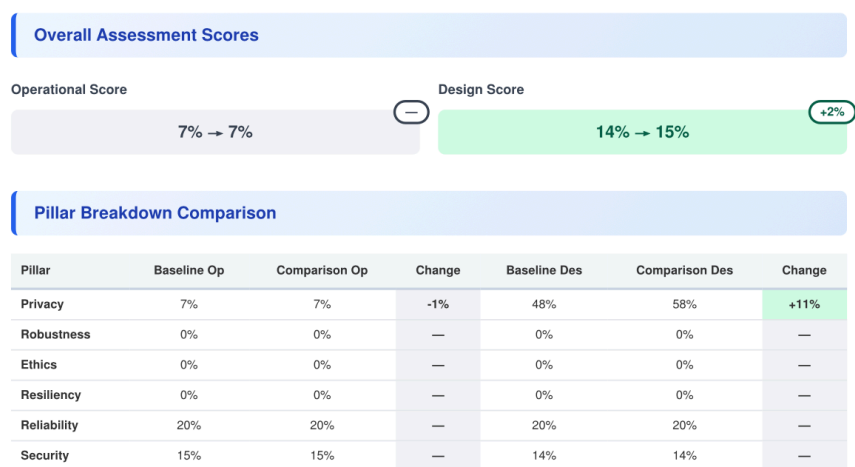 Overall Assessment Scores
Operational Score
—
7% → 7%
Design Score
+2%
14% → 15%
Pillar Breakdown Comparison
Pillar Baseline Op Comparison Op Change Baseline Des Comparison Des Change
Privacy 7% 7% -1% 48% 58% +11%
Robustness 0% 0% — 0% 0% —
Ethics 0% 0% — 0% 0% —
Resiliency 0% 0% — 0% 0% —
Reliability 20% 20% — 20% 20% —
Security 15% 15% — 14% 14% —